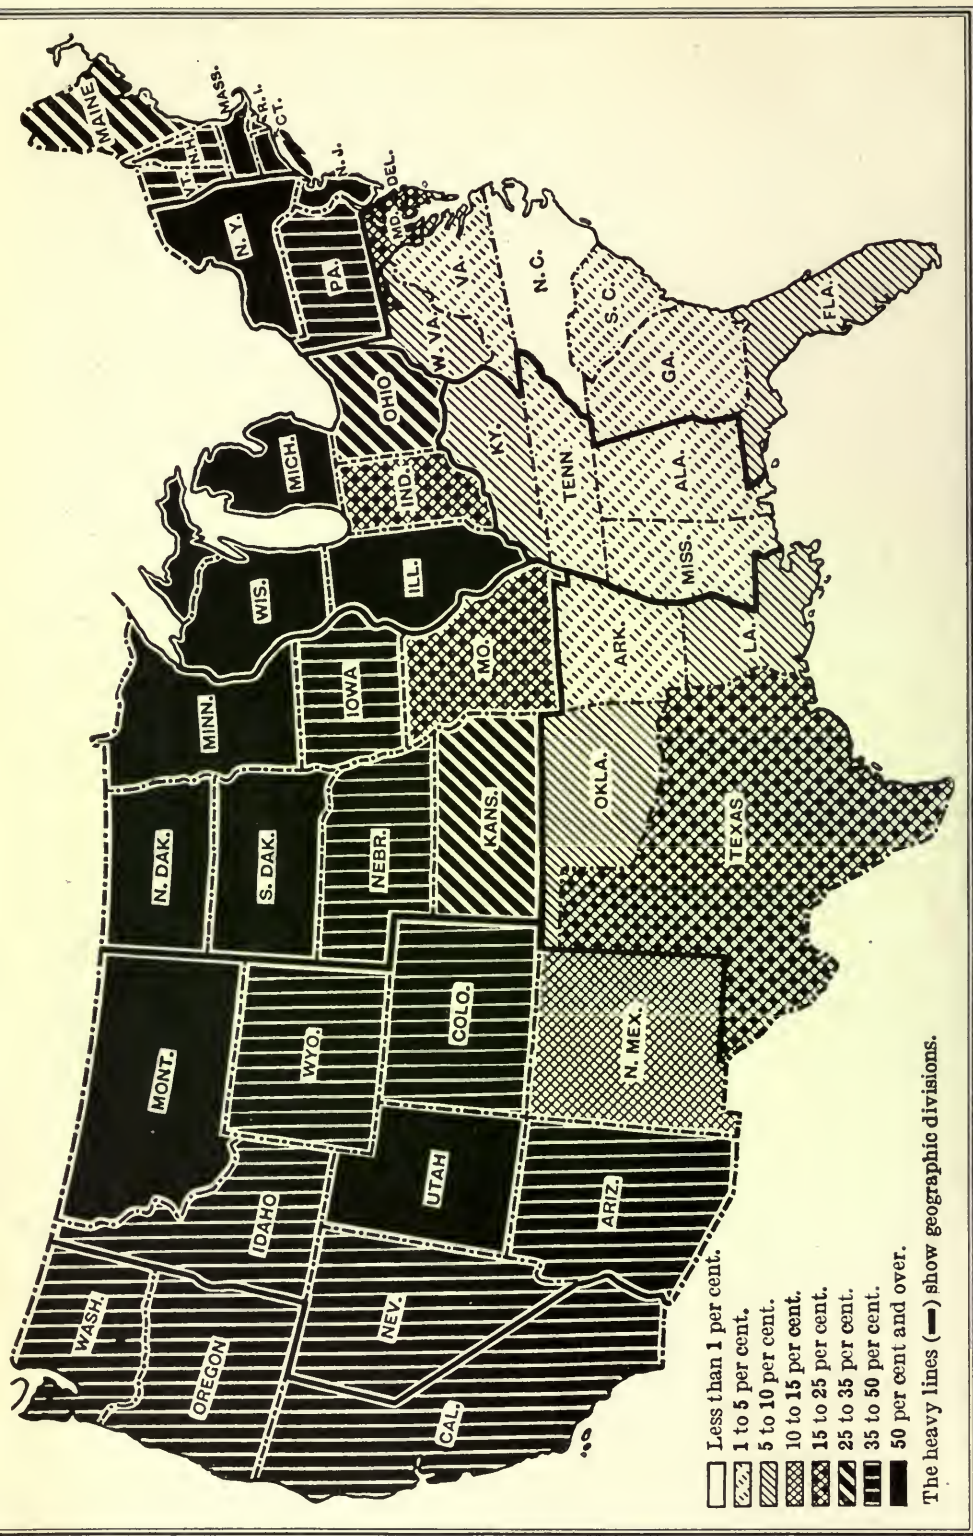 WASH.
OREGON
CAL.
NEV.
IDAHO
MONT.
WYO.
UTAH
COLO.
ARIZ.
N. MEX.
N. DAK.
S. DAK.
NEBR.
KANS.
OKLA.
TEXAS
MINN.
IOWA
MO.
ARK.
LA.
WIS.
ILL.
MICH.
IND.
OHIO
KY.
TENN.
MISS.
ALA.
GA.
FLA.
S. C.
N. C.
VA.
W. VA.
MD.
DEL.
PA.
N. J.
N. Y.
CT.
R. I.
MASS.
VT.
N.H.
MAINE
Less than 1 per cent.
1 to 5 per cent.
5 to 10 per cent.
10 to 15 per cent.
15 to 25 per cent.
25 to 35 per cent.
35 to 50 per cent.
50 per cent and over.
The heavy lines (━) show geographic divisions.